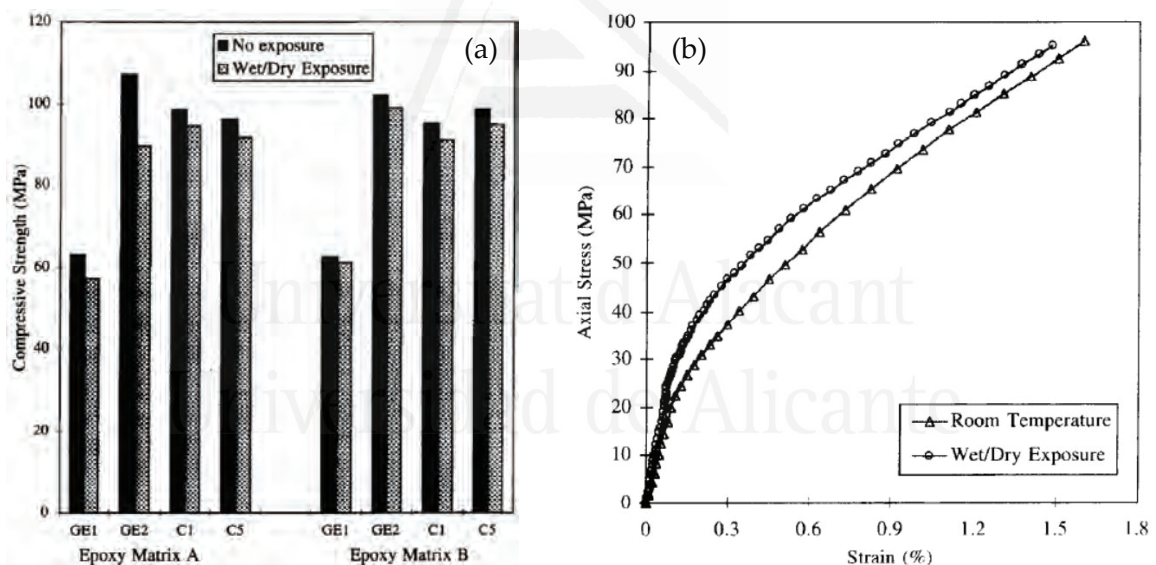 (a)
No exposure
Wet/Dry Exposure
Compressive Strength (MPa)
120
100
80
60
40
20
0
GE1 GE2 C1 C5 GE1 GE2 C1 C5
Epoxy Matrix A Epoxy Matrix B
(b)
Axial Stress (MPa)
100
90
80
70
60
50
40
30
20
10
0
Room Temperature
Wet/Dry Exposure
0 0.3 0.6 0.9 1.2 1.5 1.8
Strain (%)
Universitat d'Alacant
Universidad de Alicante